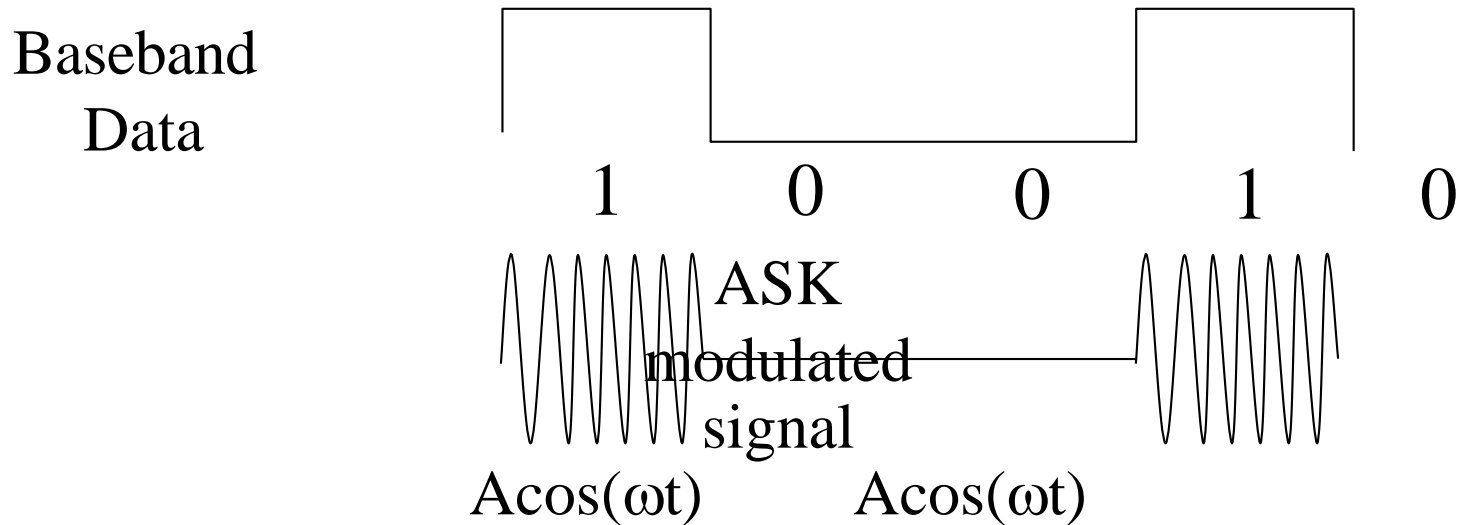 Baseband
Data
1 0 0 1 0
ASK
modulated
signal
Acos(ωt) Acos(ωt)